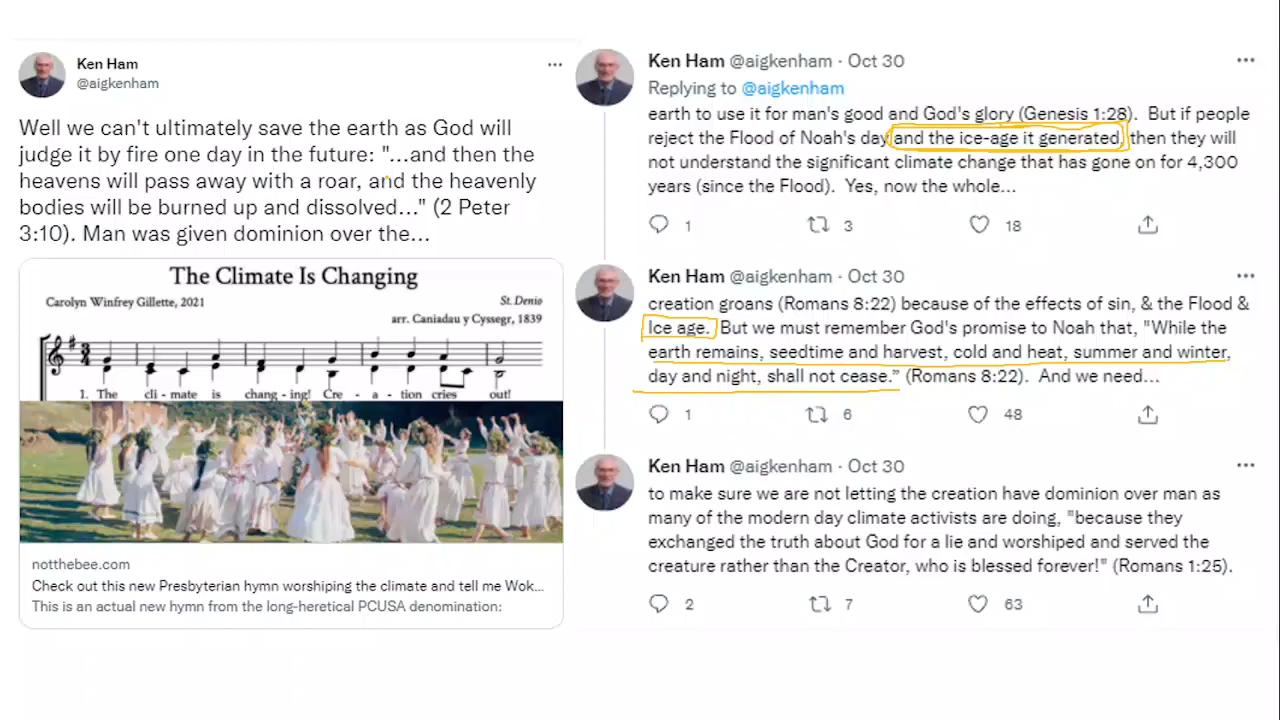 Ken Ham
@aigkenham
Well we can't ultimately save the earth as God will
judge it by fire one day in the future: "...and then the
heavens will pass away with a roar, and the heavenly
bodies will be burned up and dissolved..." (2 Peter
3:10). Man was given dominion over the...
The Climate Is Changing
Carolyn Winfrey Gillette, 2021
St. Denio
arr. Caniadau y Cyssegr, 1839
3
4
1. The cli - mate is chang - ing! Cre - a - tion cries out!
notthebee.com
Check out this new Presbyterian hymn worshiping the climate and tell me Wok...
This is an actual new hymn from the long-heretical PCUSA denomination:
Ken Ham @aigkenham · Oct 30
Replying to @aigkenham
earth to use it for man's good and God's glory (Genesis 1:28). But if people
reject the Flood of Noah's day and the ice-age it generated, then they will
not understand the significant climate change that has gone on for 4,300
years (since the Flood). Yes, now the whole...
1 3 18
Ken Ham @aigkenham · Oct 30
creation groans (Romans 8:22) because of the effects of sin, & the Flood &
Ice age. But we must remember God's promise to Noah that, "While the
earth remains, seedtime and harvest, cold and heat, summer and winter,
day and night, shall not cease." (Romans 8:22). And we need...
1 6 48
Ken Ham @aigkenham · Oct 30
to make sure we are not letting the creation have dominion over man as
many of the modern day climate activists are doing, "because they
exchanged the truth about God for a lie and worshiped and served the
creature rather than the Creator, who is blessed forever!" (Romans 1:25).
2 7 63